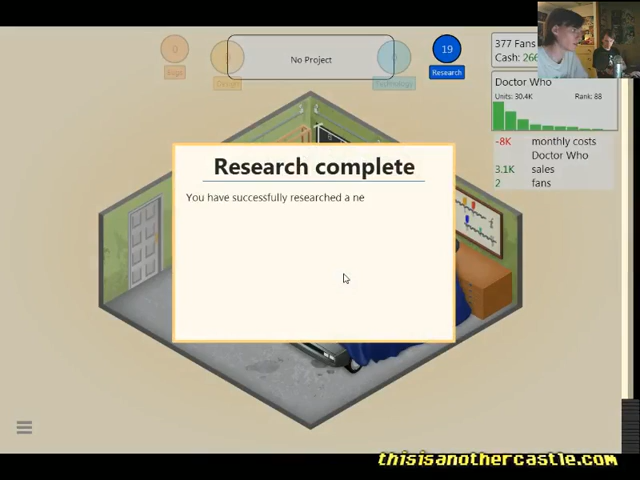 No Project
19
Research
377 Fans
Cash: 266
Doctor Who
Units: 30.4K
Rank: 88
-8K monthly costs
Doctor Who
3.1K sales
2 fans
Research complete
You have successfully researched a ne
thisisanothercastle.com